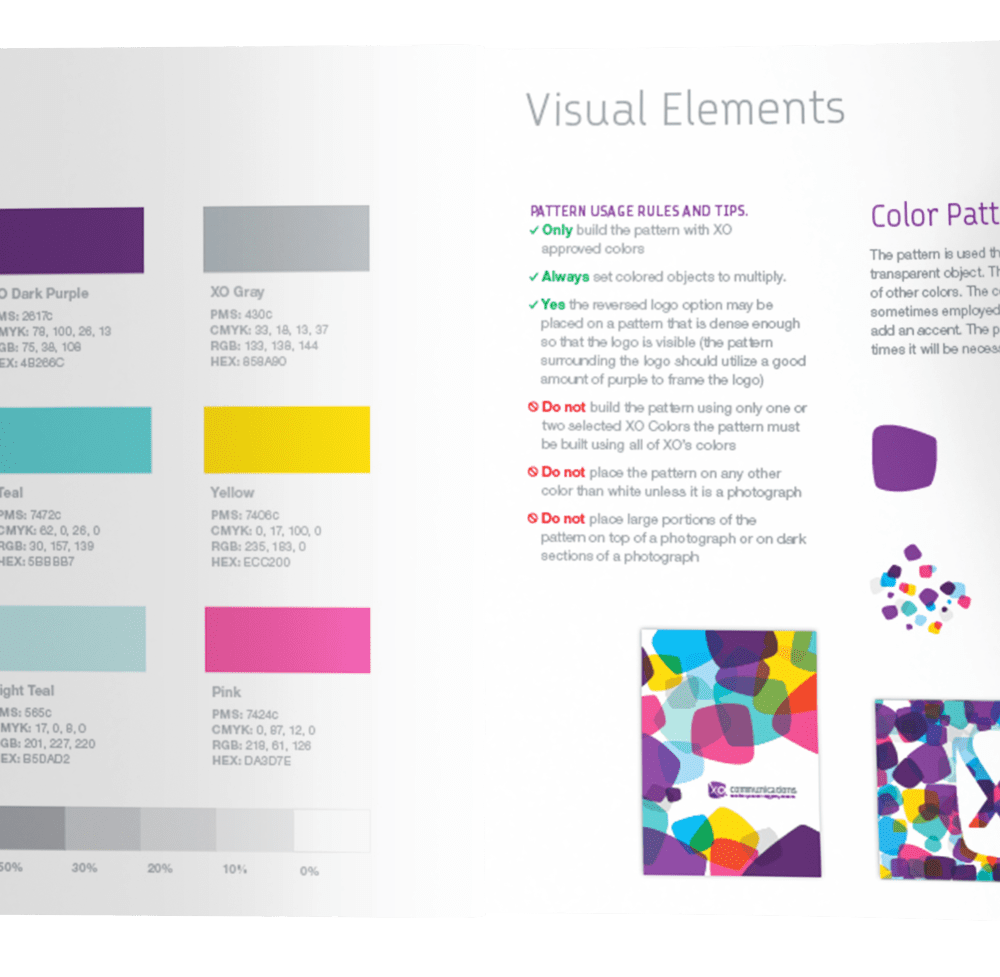 O Dark Purple
MS: 2617c
MYK: 79, 100, 26, 13
GB: 75, 38, 108
EX: 4B266C
XO Gray
PMS: 430c
CMYK: 33, 18, 13, 37
RGB: 133, 138, 144
HEX: 858A90
Teal
PMS: 7472c
CMYK: 62, 0, 26, 0
RGB: 30, 157, 139
HEX: 5BBBB7
Yellow
PMS: 7406c
CMYK: 0, 17, 100, 0
RGB: 235, 183, 0
HEX: ECC200
ight Teal
MS: 565c
MYK: 17, 0, 8, 0
GB: 201, 227, 220
EX: B5DAD2
Pink
PMS: 7424c
CMYK: 0, 87, 12, 0
RGB: 218, 61, 126
HEX: DA3D7E
50% 30% 20% 10% 0%
Visual Elements
PATTERN USAGE RULES AND TIPS.
Only build the pattern with XO
approved colors
Always set colored objects to multiply.
Yes the reversed logo option may be
placed on a pattern that is dense enough
so that the logo is visible (the pattern
surrounding the logo should utilize a good
amount of purple to frame the logo)
Do not build the pattern using only one or
two selected XO Colors the pattern must
be built using all of XO's colors
Do not place the pattern on any other
color than white unless it is a photograph
Do not place large portions of the
pattern on top of a photograph or on dark
sections of a photograph
Color Patt
The pattern is used th
transparent object. Th
of other colors. The co
sometimes employed
add an accent. The p
times it will be necess
XO communications